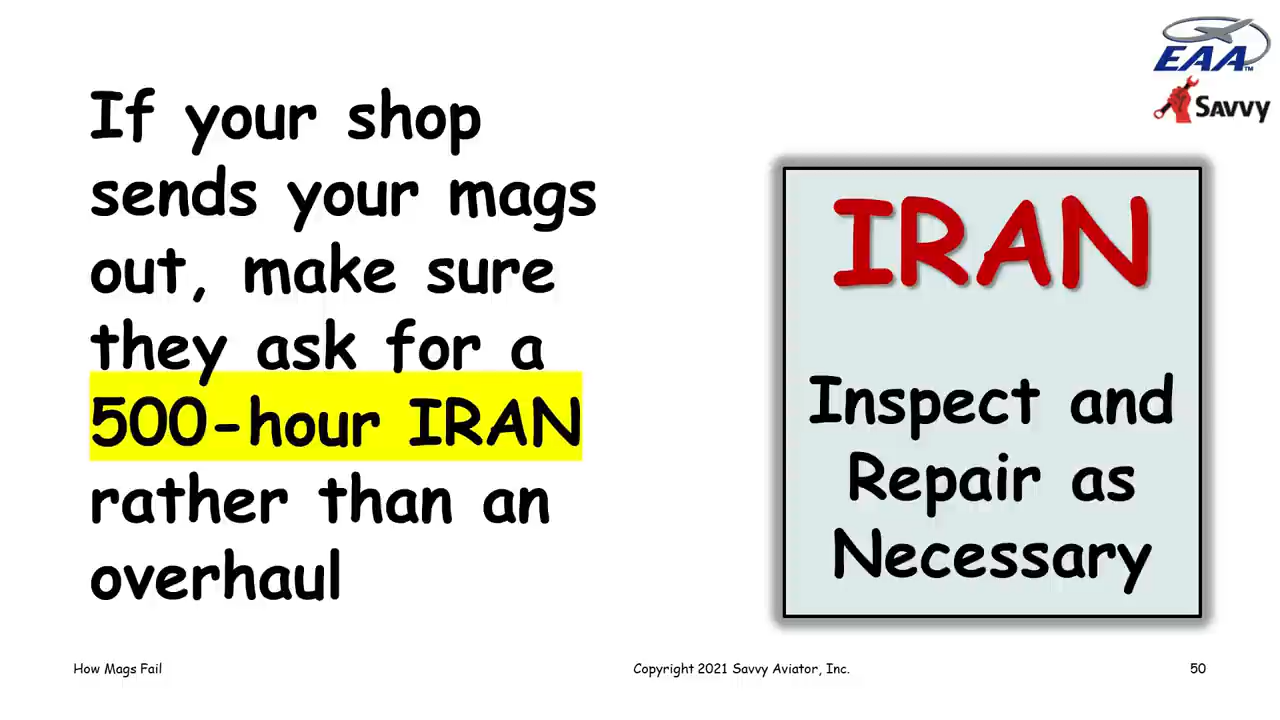 EAA
SAVVY
If your shop
sends your mags
out, make sure
they ask for a
500-hour IRAN
rather than an
overhaul
IRAN
Inspect and
Repair as
Necessary
How Mags Fail
Copyright 2021 Savvy Aviator, Inc.
50